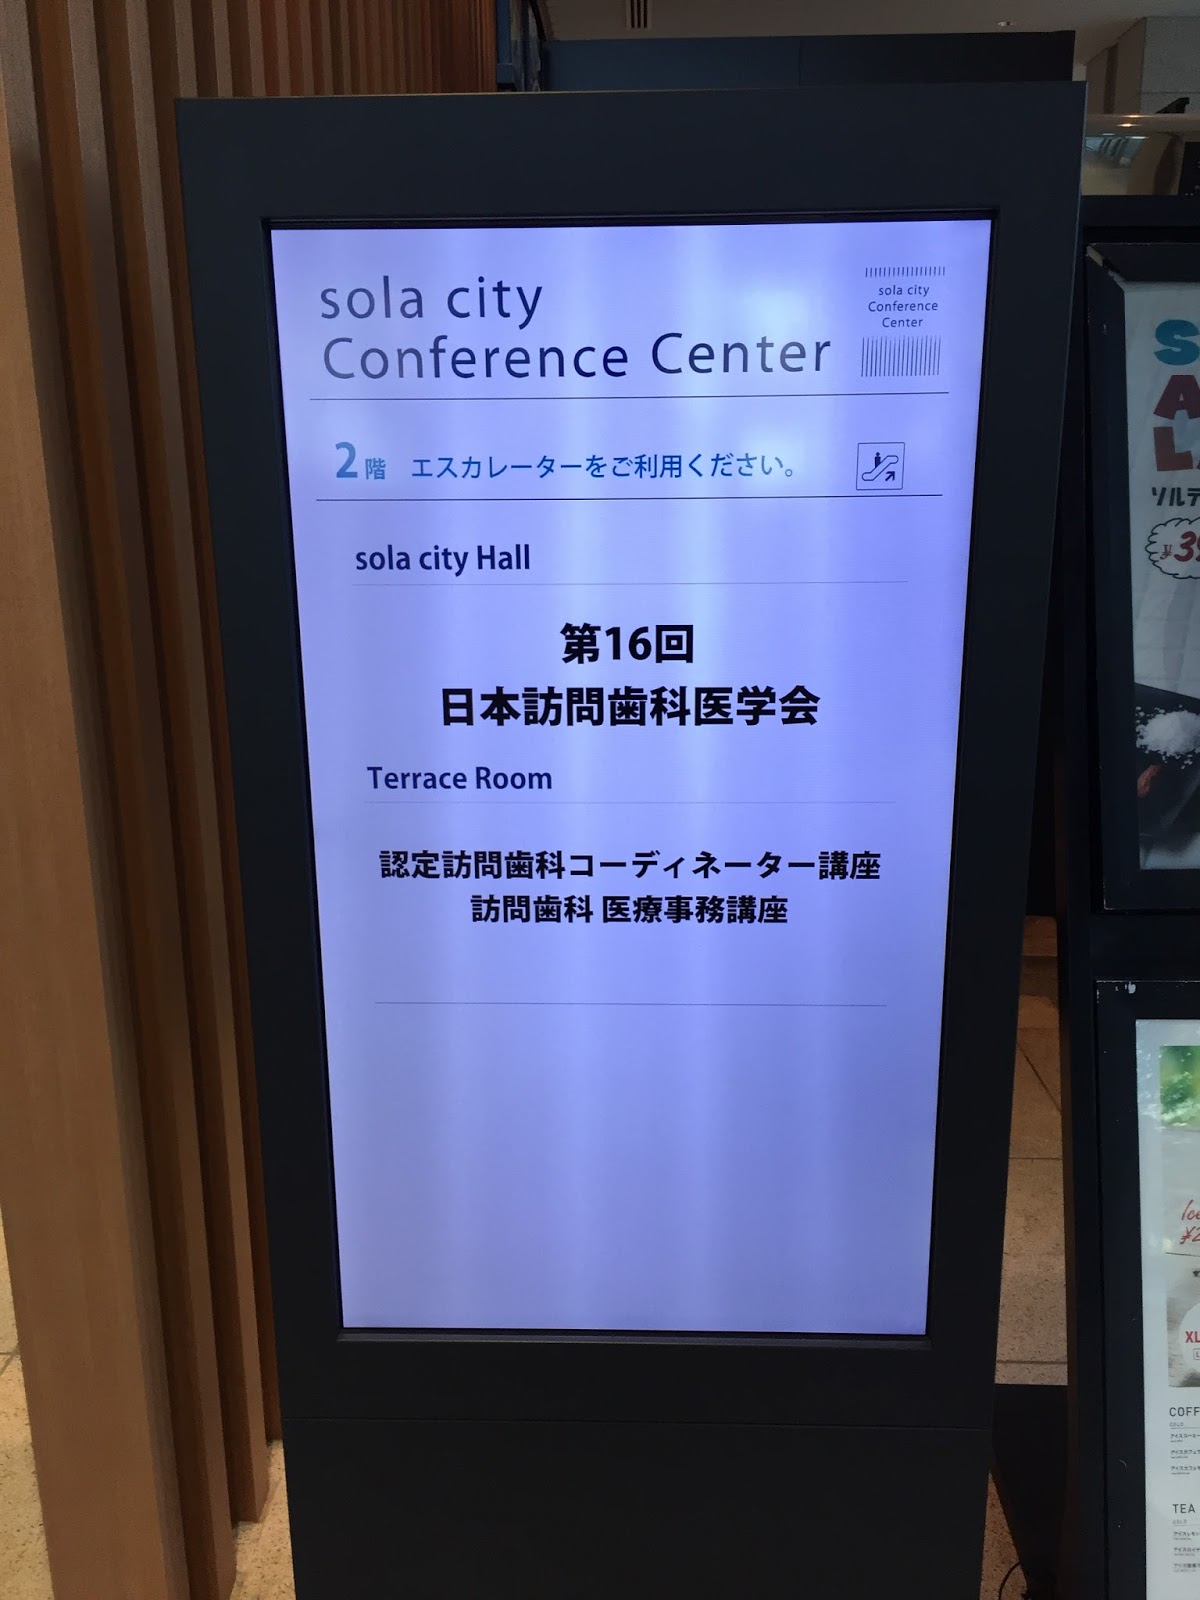 sola city
Conference Center
sola city
Conference
Center
2階 エスカレーターをご利用ください。
sola city Hall
第16回
日本訪問歯科医学会
Terrace Room
認定訪問歯科コーディネーター講座
訪問歯科 医療事務講座
XL
TEA